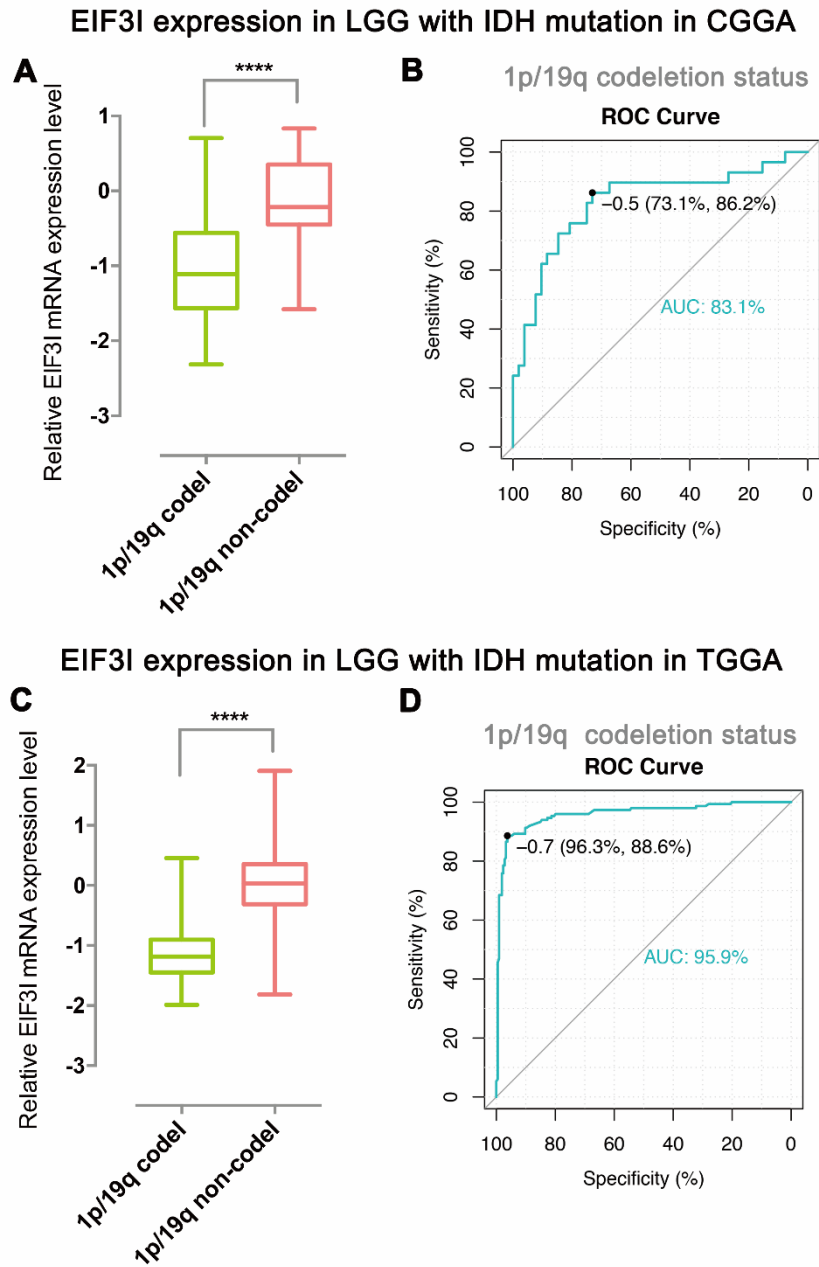 EIF3I expression in LGG with IDH mutation in CGGA
A
Relative EIF3I mRNA expression level
****
1
0
-1
-2
-3
1p/19q codel
1p/19q non-codel
B
1p/19q codeletion status
ROC Curve
Sensitivity (%)
100
80
60
40
20
0
−0.5 (73.1%, 86.2%)
AUC: 83.1%
100 80 60 40 20 0
Specificity (%)
EIF3I expression in LGG with IDH mutation in TGGA
C
Relative EIF3I mRNA expression level
****
2
1
0
-1
-2
-3
1p/19q codel
1p/19q non-codel
D
1p/19q codeletion status
ROC Curve
Sensitivity (%)
100
80
60
40
20
0
−0.7 (96.3%, 88.6%)
AUC: 95.9%
100 80 60 40 20 0
Specificity (%)